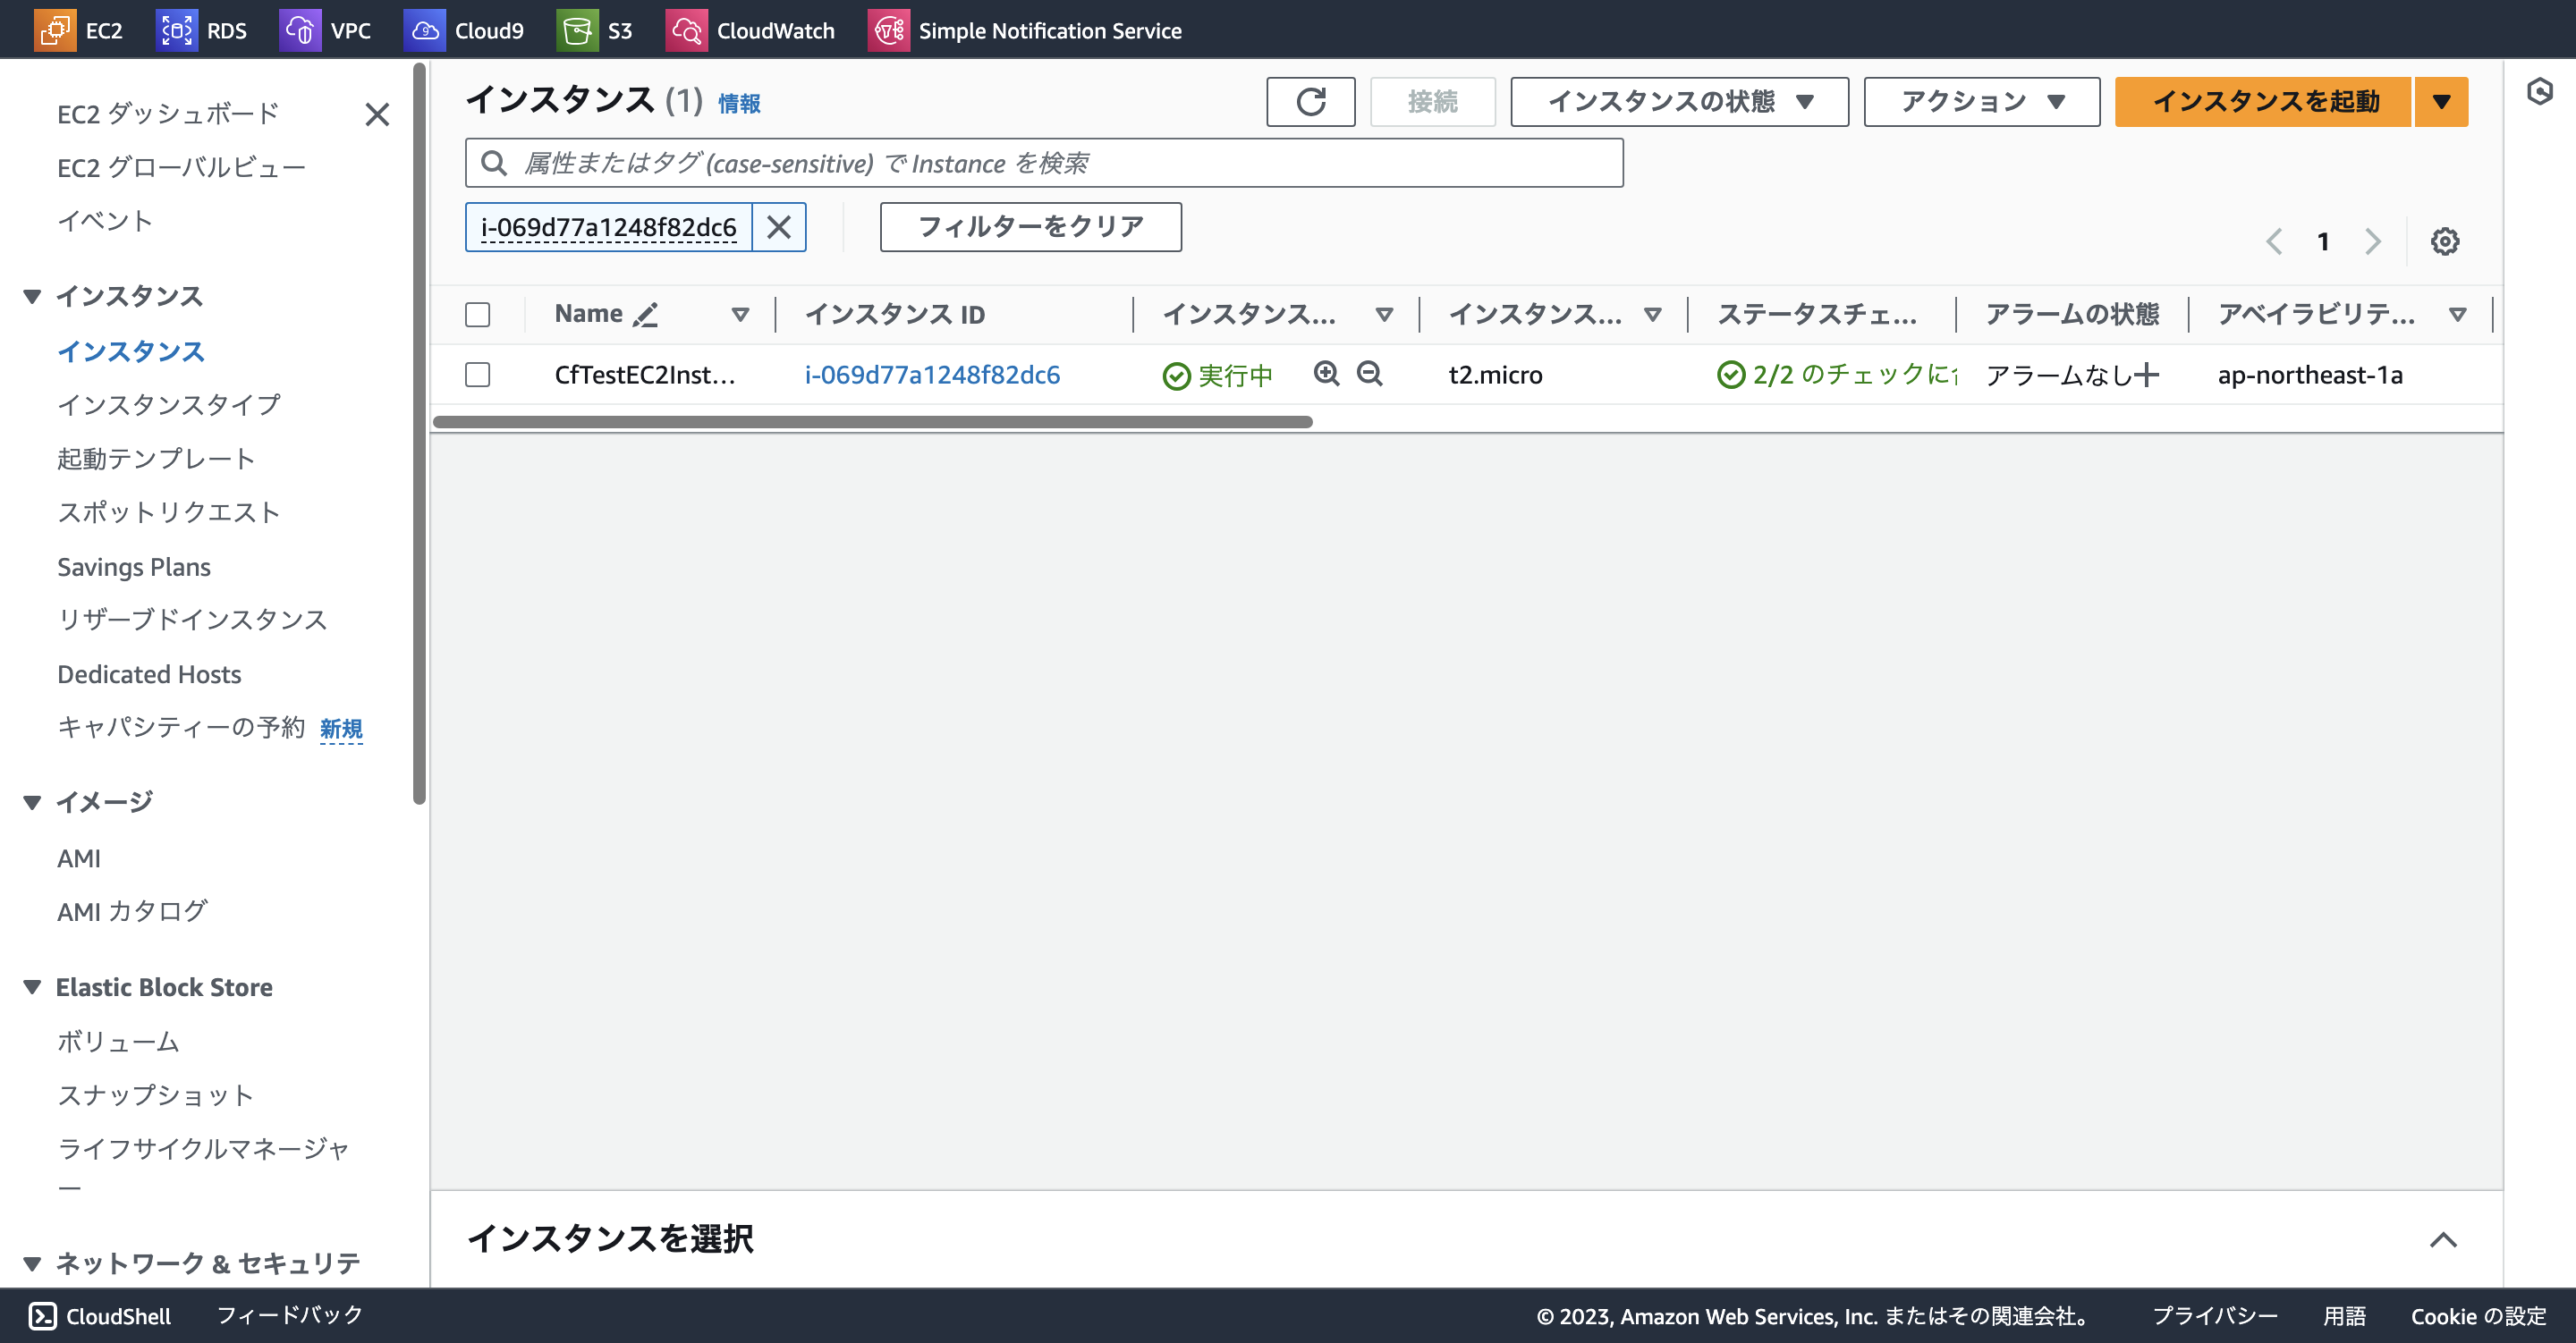 EC2
RDS
VPC
Cloud9
S3
CloudWatch
Simple Notification Service
EC2 ダッシュボード
EC2 グローバルビュー
イベント
インスタンス
インスタンス
インスタンスタイプ
起動テンプレート
スポットリクエスト
Savings Plans
リザーブドインスタンス
Dedicated Hosts
キャパシティーの予約 新規
イメージ
AMI
AMI カタログ
Elastic Block Store
ボリューム
スナップショット
ライフサイクルマネージャ
ー
ネットワーク & セキュリテ
インスタンス (1) 情報
接続
インスタンスの状態
アクション
インスタンスを起動
属性またはタグ (case-sensitive) で Instance を検索
i-069d77a1248f82dc6
フィルターをクリア
1
Name インスタンス ID インスタンス... インスタンス... ステータスチェ... アラームの状態 アベイラビリテ...
CfTestEC2Inst... i-069d77a1248f82dc6 実行中 t2.micro 2/2 のチェックに アラームなし ap-northeast-1a
インスタンスを選択
CloudShell
フィードバック
© 2023, Amazon Web Services, Inc. またはその関連会社。
プライバシー
用語
Cookie の設定